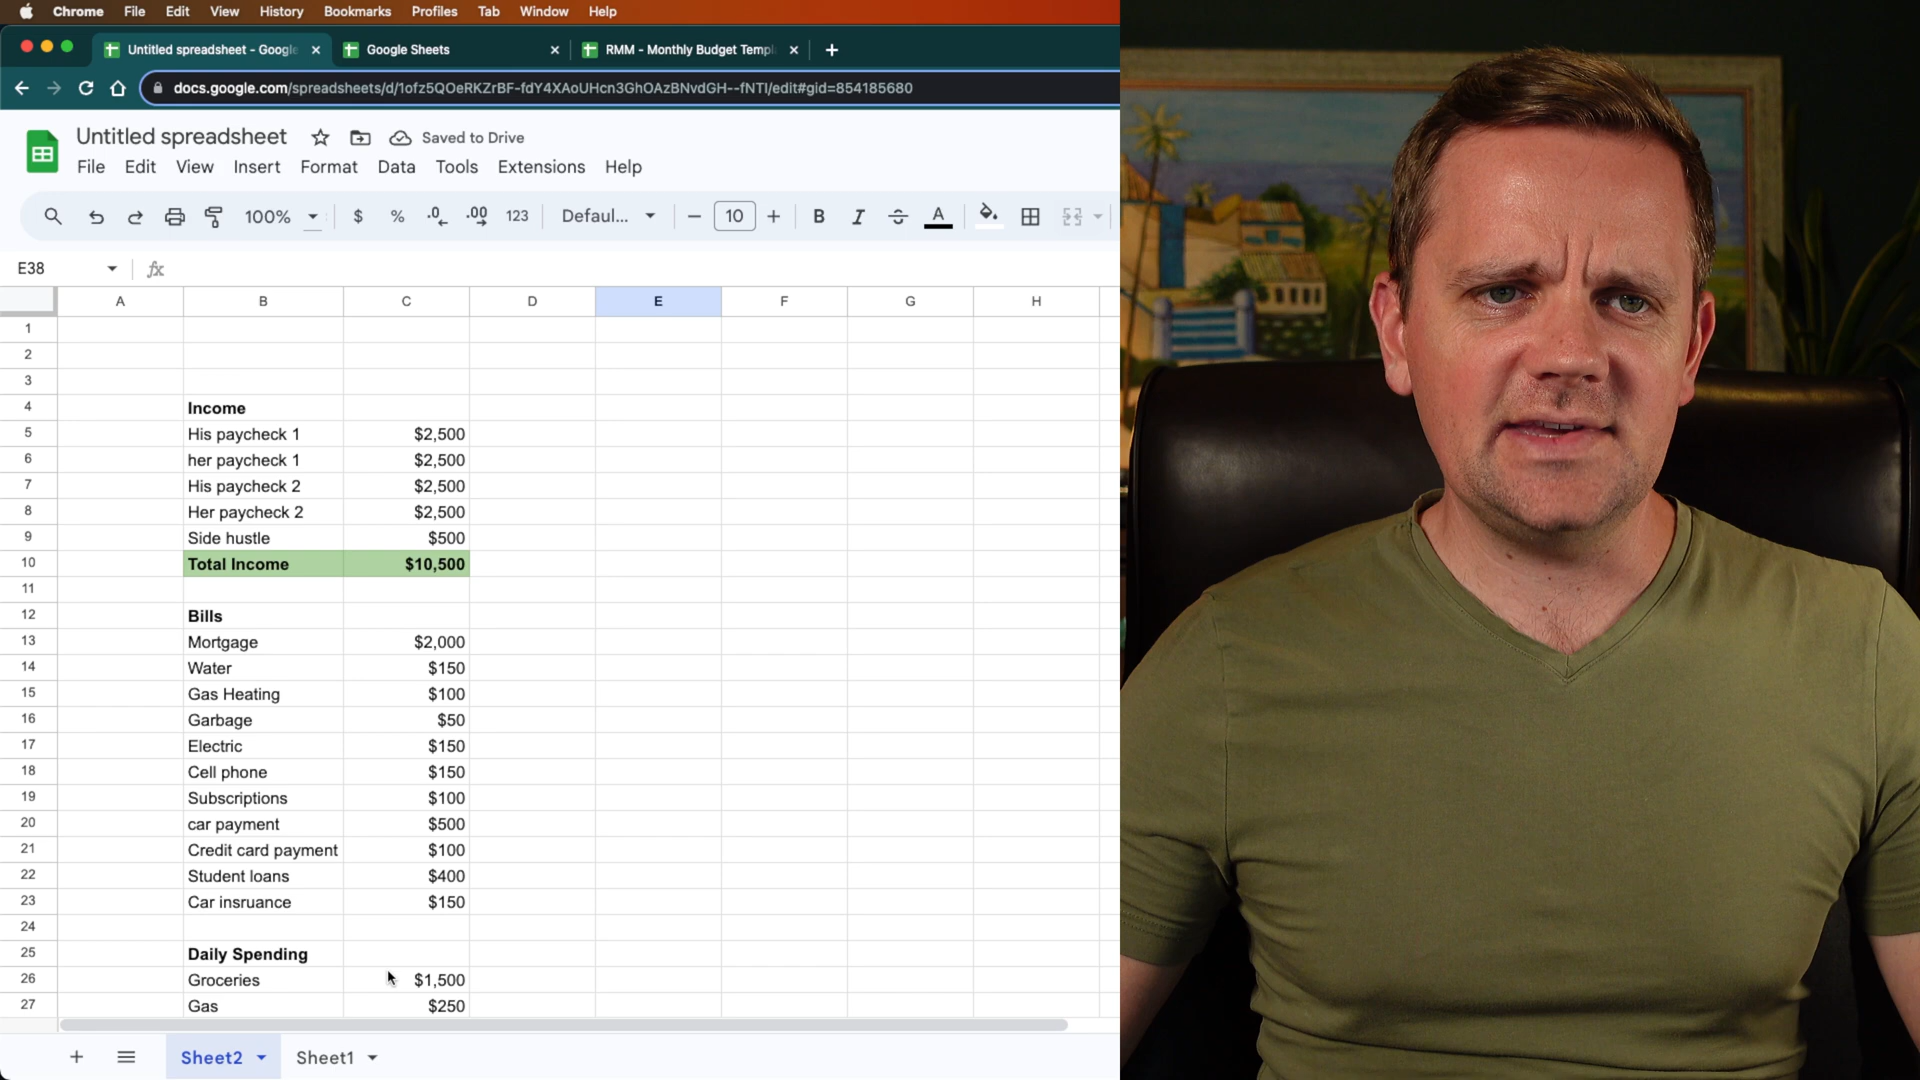 Chrome File Edit View History Bookmarks Profiles Tab Window Help
Untitled spreadsheet - Google Google Sheets RMM - Monthly Budget Templ
docs.google.com/spreadsheets/d/1ofz5QOeRKZrBF-fdY4XAoUHcn3GhOAzBNvdGH--fNTI/edit#gid=854185680
Untitled spreadsheet Saved to Drive
File Edit View Insert Format Data Tools Extensions Help
100% $ % .0 .00 123 Defaul... 10 B I A
E38 fx
A B C D E F G H
1
2
3
4 Income
5 His paycheck 1 $2,500
6 her paycheck 1 $2,500
7 His paycheck 2 $2,500
8 Her paycheck 2 $2,500
9 Side hustle $500
10 Total Income $10,500
11
12 Bills
13 Mortgage $2,000
14 Water $150
15 Gas Heating $100
16 Garbage $50
17 Electric $150
18 Cell phone $150
19 Subscriptions $100
20 car payment $500
21 Credit card payment $100
22 Student loans $400
23 Car insruance $150
24
25 Daily Spending
26 Groceries $1,500
27 Gas $250
Sheet2 Sheet1